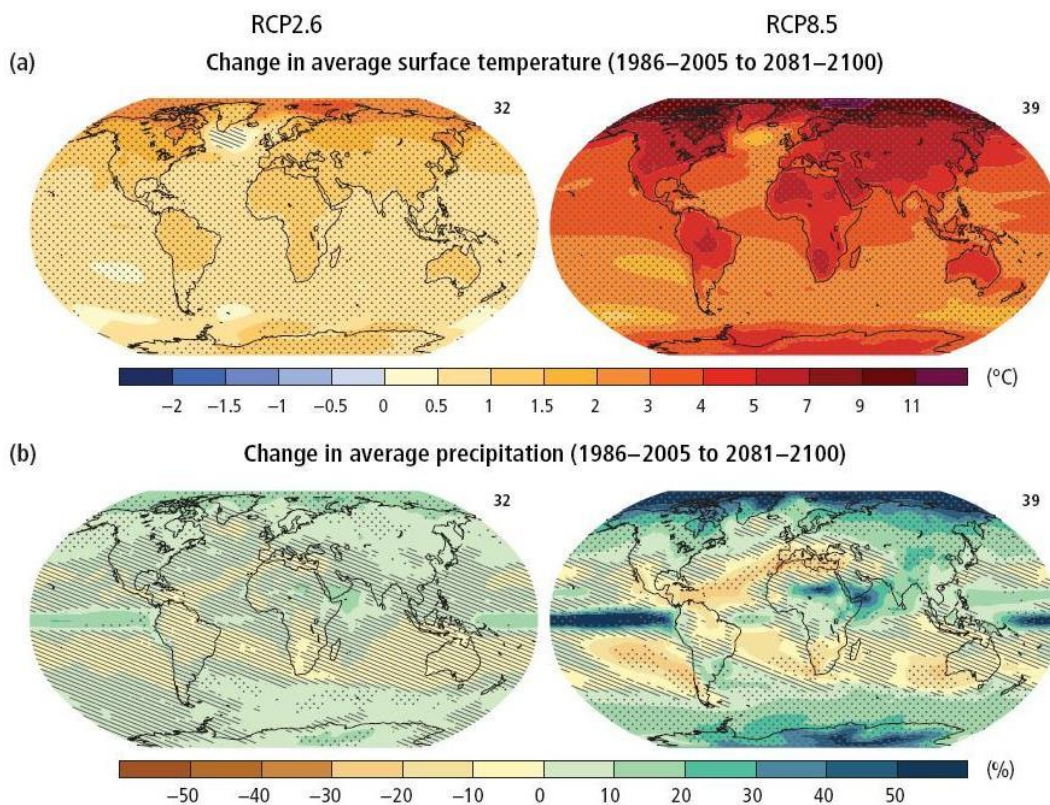 RCP2.6 RCP8.5
(a) Change in average surface temperature (1986–2005 to 2081–2100)
32 39
(°C)
−2 −1.5 −1 −0.5 0 0.5 1 1.5 2 3 4 5 7 9 11
(b) Change in average precipitation (1986–2005 to 2081–2100)
32 39
(%)
−50 −40 −30 −20 −10 0 10 20 30 40 50